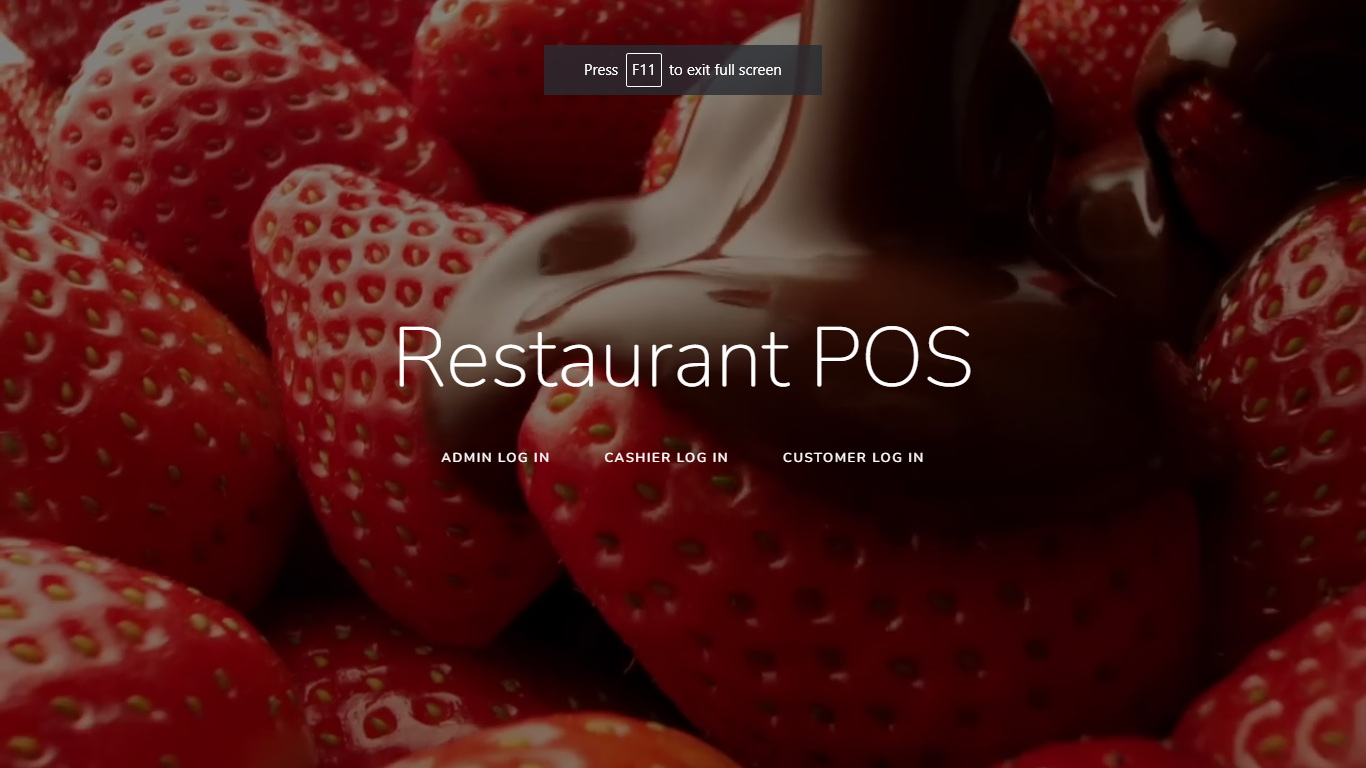 Press F11 to exit full screen
Restaurant POS
ADMIN LOG IN CASHIER LOG IN CUSTOMER LOG IN